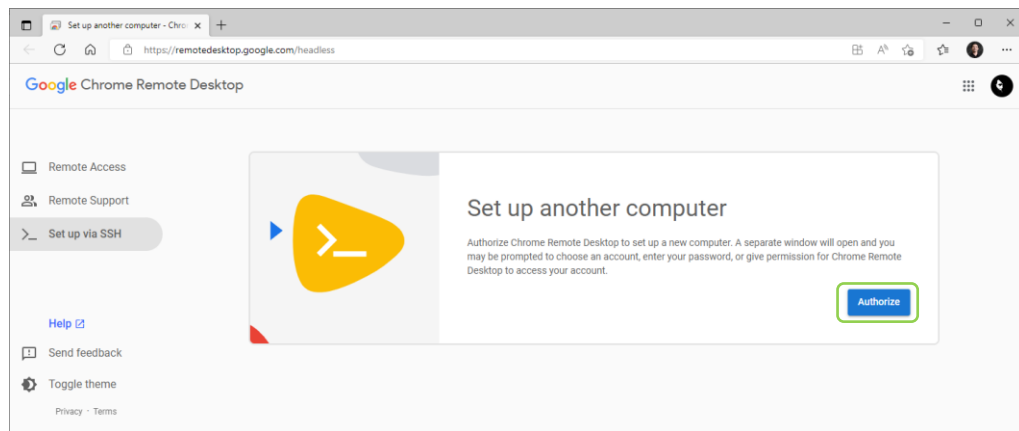 Set up another computer - Chro
https://remotedesktop.google.com/headless
Google Chrome Remote Desktop
Remote Access
Remote Support
Set up via SSH
Help
Send feedback
Toggle theme
Privacy · Terms
Set up another computer
Authorize Chrome Remote Desktop to set up a new computer. A separate window will open and you
may be prompted to choose an account, enter your password, or give permission for Chrome Remote
Desktop to access your account.
Authorize